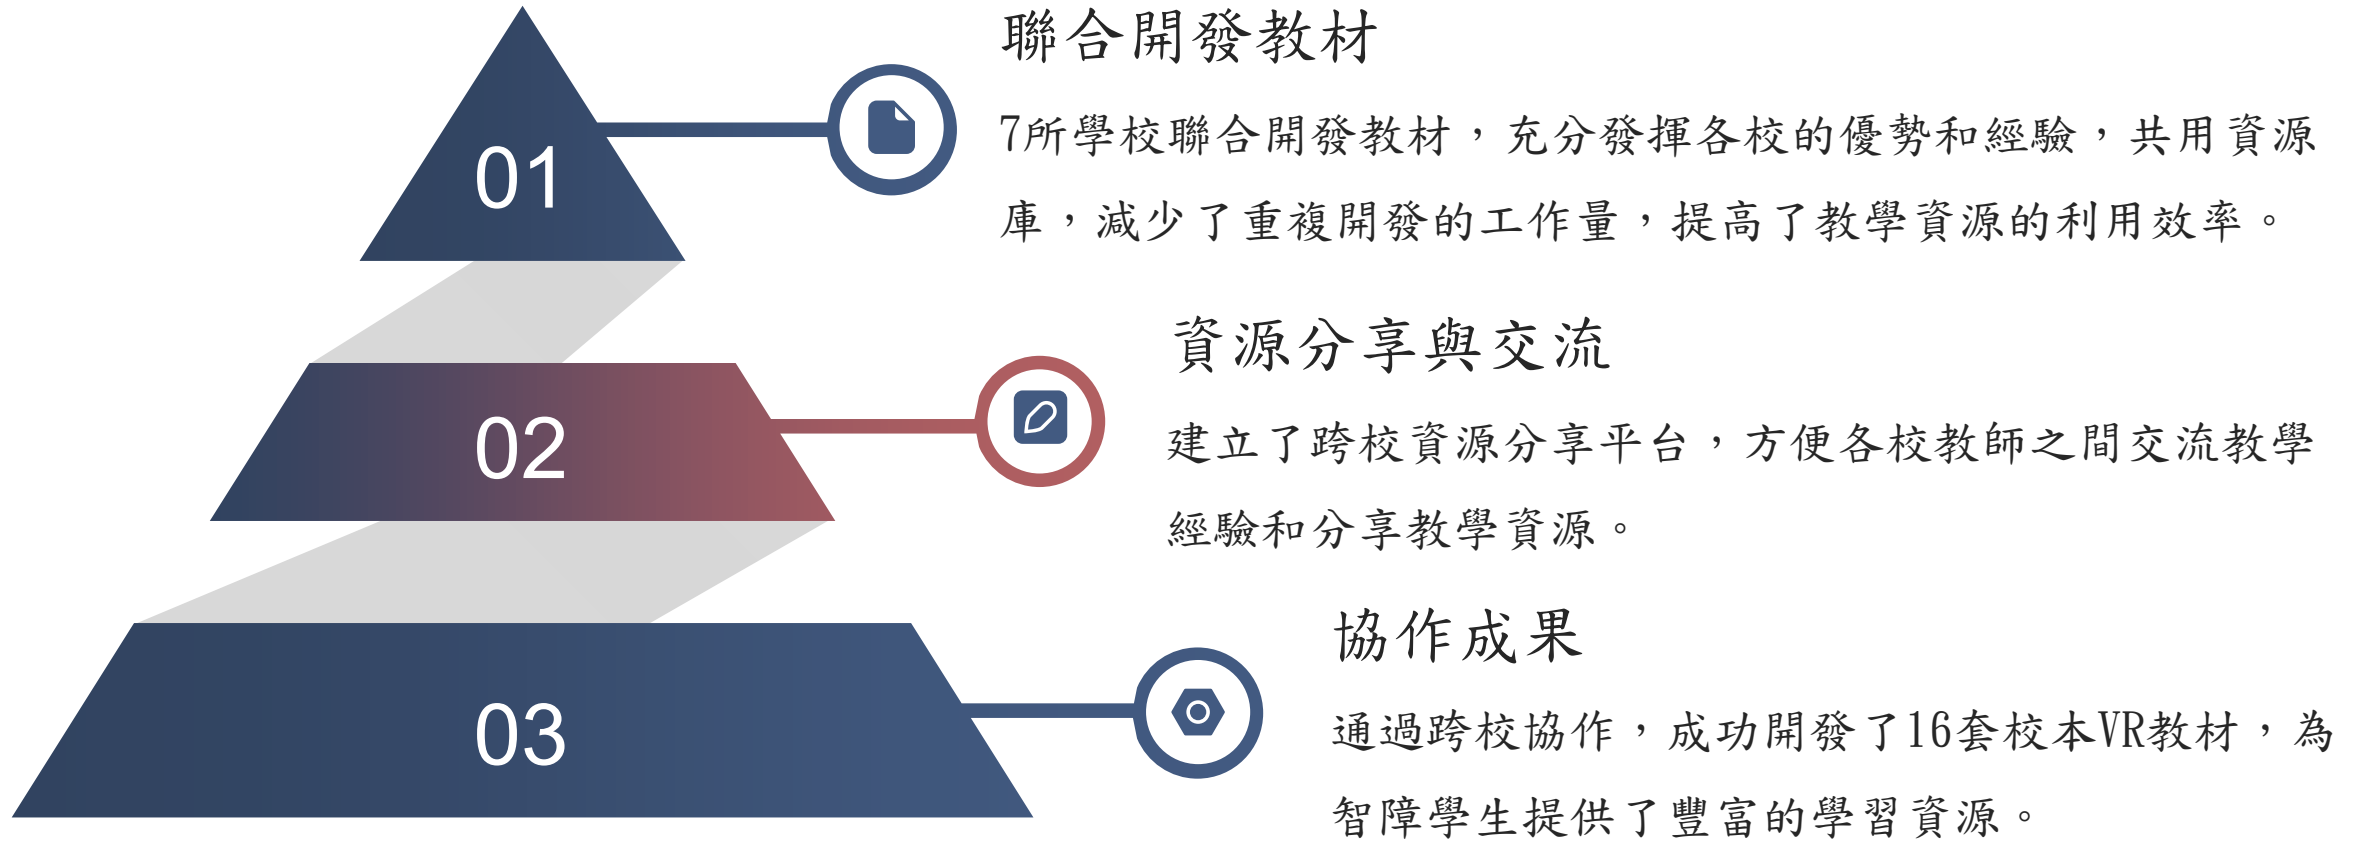 01
聯合開發教材
7所學校聯合開發教材，充分發揮各校的優勢和經驗，共用資源
庫，減少了重複開發的工作量，提高了教學資源的利用效率。
02
資源分享與交流
建立了跨校資源分享平台，方便各校教師之間交流教學
經驗和分享教學資源。
03
協作成果
通過跨校協作，成功開發了16套校本VR教材，為
智障學生提供了豐富的學習資源。